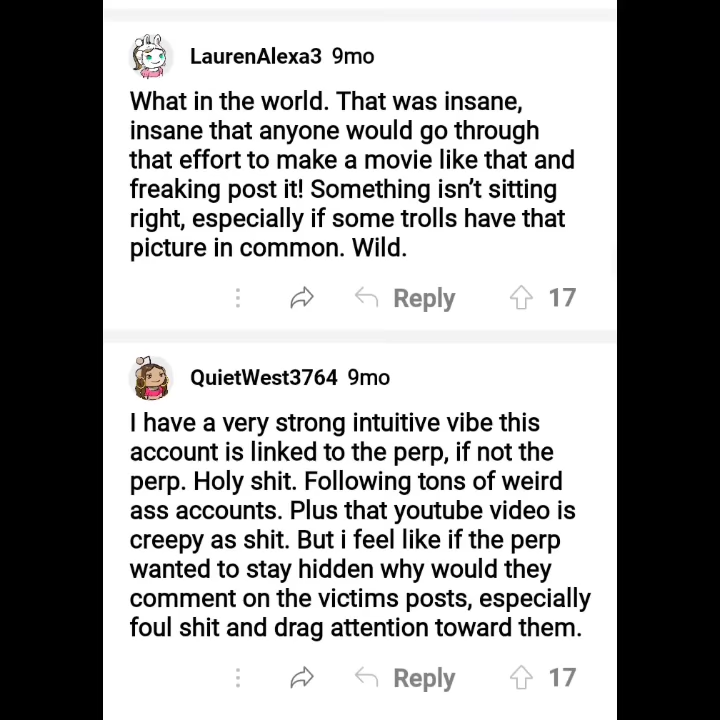 LaurenAlexa3 9mo
What in the world. That was insane,
insane that anyone would go through
that effort to make a movie like that and
freaking post it! Something isn't sitting
right, especially if some trolls have that
picture in common. Wild.
Reply 17
QuietWest3764 9mo
I have a very strong intuitive vibe this
account is linked to the perp, if not the
perp. Holy shit. Following tons of weird
ass accounts. Plus that youtube video is
creepy as shit. But i feel like if the perp
wanted to stay hidden why would they
comment on the victims posts, especially
foul shit and drag attention toward them.
Reply 17